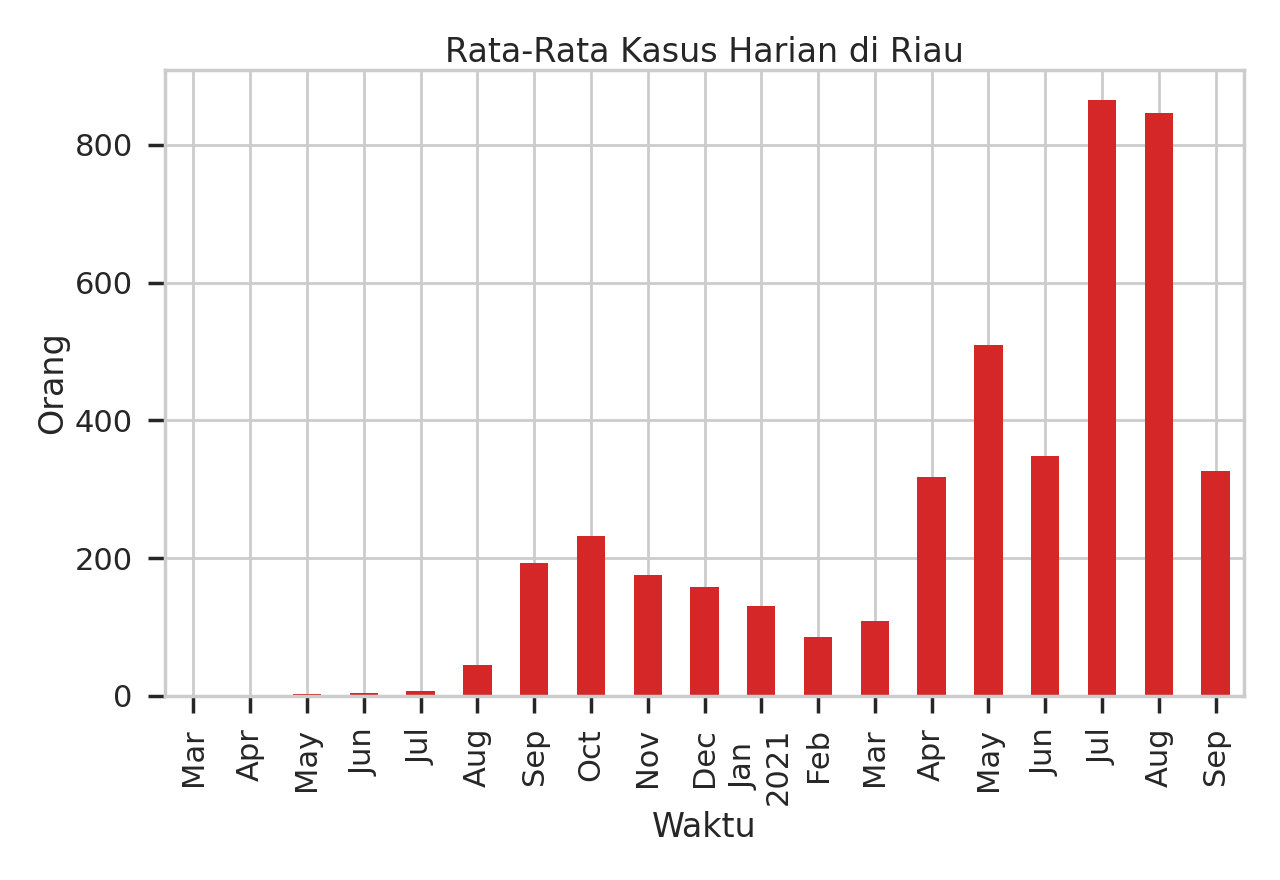 Rata-Rata Kasus Harian di Riau
Orang
800
600
400
200
0
Mar
Apr
May
Jun
Jul
Aug
Sep
Oct
Nov
Dec
Jan
2021
Feb
Mar
Apr
May
Jun
Jul
Aug
Sep
Waktu